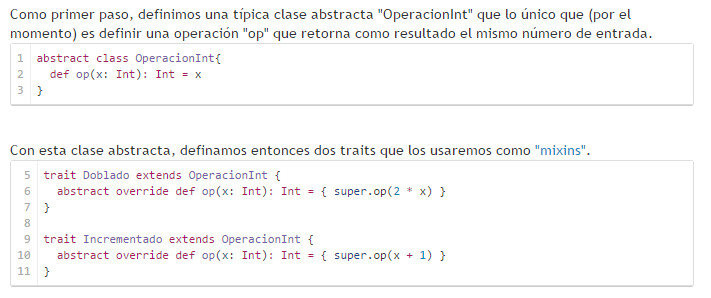 Como primer paso, definimos una típica clase abstracta "OperacionInt" que lo único que (por el
momento) es definir una operación "op" que retorna como resultado el mismo número de entrada.
1 abstract class OperacionInt{
2   def op(x: Int): Int = x
3 }
Con esta clase abstracta, definamos entonces dos traits que los usaremos como "mixins".
5 trait Doblado extends OperacionInt {
6   abstract override def op(x: Int): Int = { super.op(2 * x) }
7 }
8
9 trait Incrementado extends OperacionInt {
10   abstract override def op(x: Int): Int = { super.op(x + 1) }
11 }